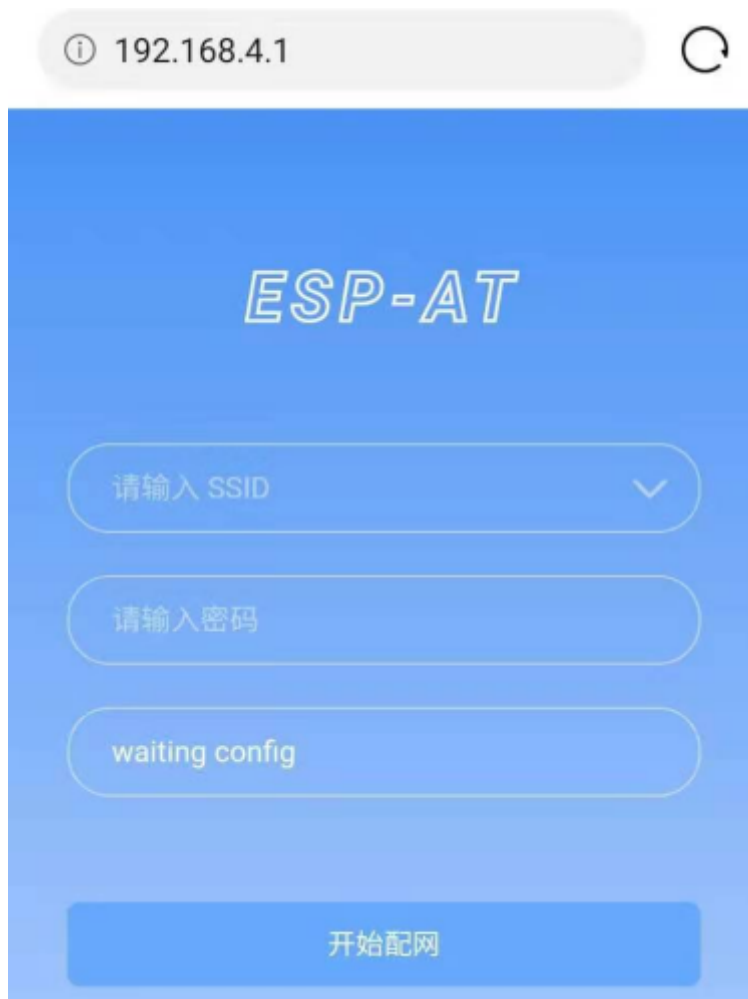 192.168.4.1
ESP-AT
请输入 SSID
请输入密码
waiting config
开始配网